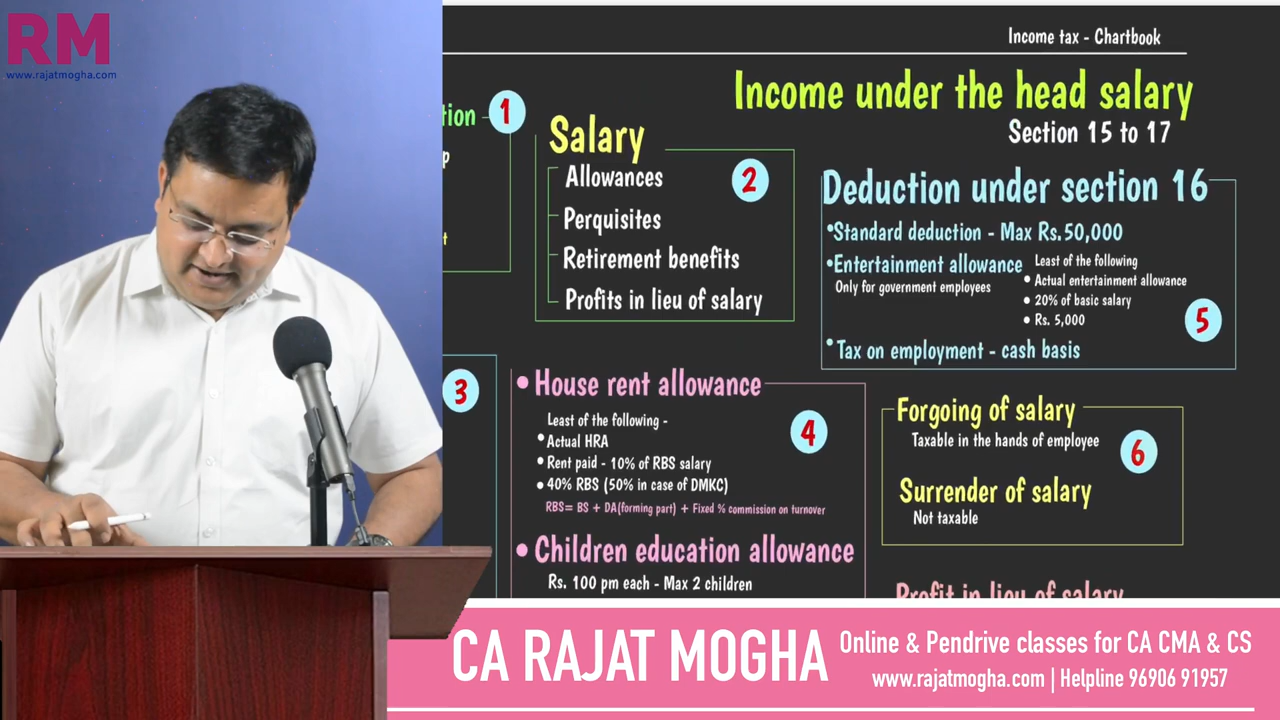 RM
www.rajatmogha.com
Income tax - Chartbook
Income under the head salary
Section 15 to 17
tion
1
p
t
Salary
2
Allowances
Perquisites
Retirement benefits
Profits in lieu of salary
Deduction under section 16
•Standard deduction - Max Rs.50,000
•Entertainment allowance
Only for government employees
Least of the following
• Actual entertainment allowance
• 20% of basic salary
• Rs. 5,000
5
•Tax on employment - cash basis
3
• House rent allowance
4
Least of the following -
• Actual HRA
• Rent paid - 10% of RBS salary
• 40% RBS (50% in case of DMKC)
RBS= BS + DA(forming part) + Fixed % commission on turnover
• Children education allowance
Rs. 100 pm each - Max 2 children
Forgoing of salary
Taxable in the hands of employee
6
Surrender of salary
Not taxable
Profit in lieu of salary
CA RAJAT MOGHA
Online & Pendrive classes for CA CMA & CS
www.rajatmogha.com | Helpline 96906 91957